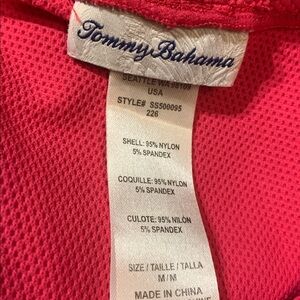 Tommy Bahama
SEATTLE WA 98109
USA
STYLE# SS500095
226
SHELL: 95% NYLON
5% SPANDEX
COQUILLE: 95% NYLON
5% SPANDEX
CULOTE: 95% NILÓN
5% SPANDEX
SIZE / TAILLE / TALLA
M/M
MADE IN CHINA